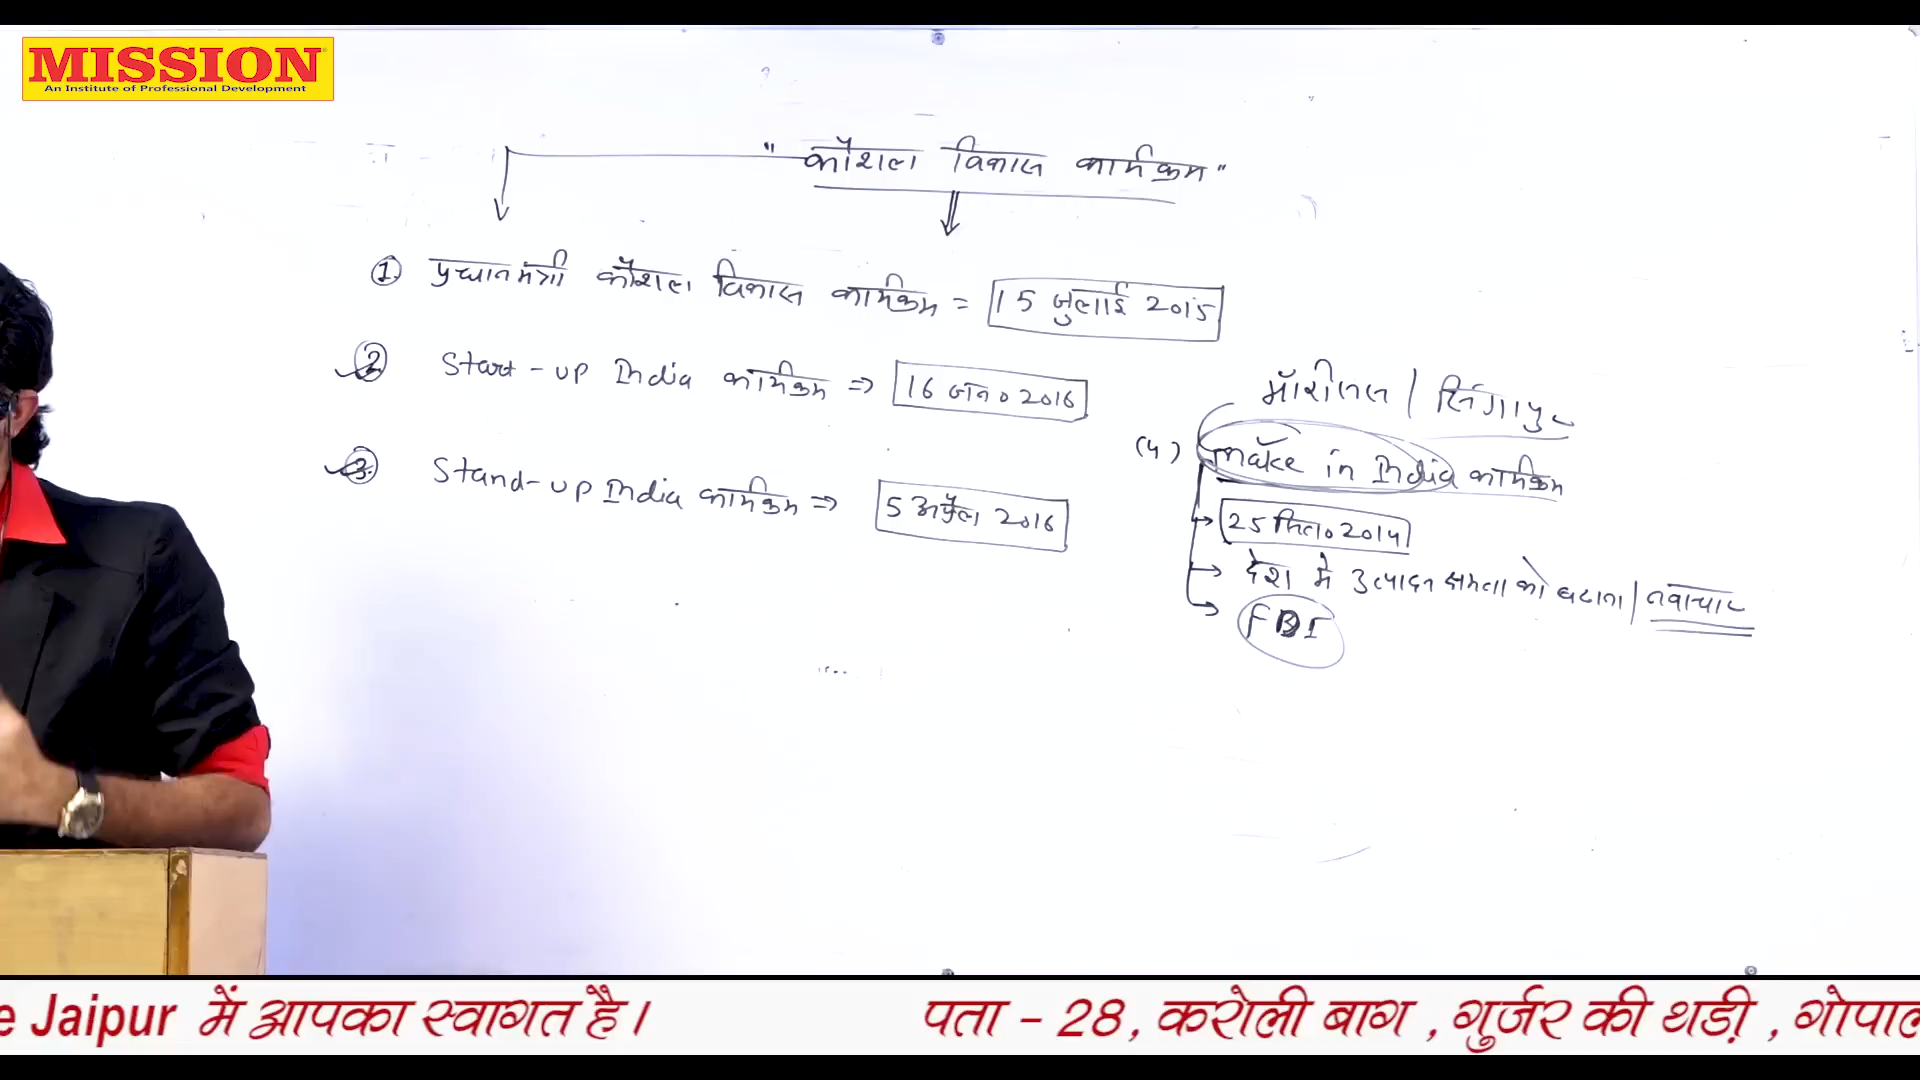 MISSION
An Institute of Professional Development
" कौशल विकास कार्यक्रम "
① प्रधानमंत्री कौशल विकास कार्यक्रम = 15 जुलाई 2015
② Start-up India कार्यक्रम ⇒ 16 जन० 2016
③ Stand-up India कार्यक्रम ⇒ 5 अप्रैल 2016
मॉरीशस / सिंगापुर
(4) make in India कार्यक्रम
→ 25 सित० 2014
→ देश में उत्पादन क्षमता को बढ़ाना / नवाचार
→ FDI
e Jaipur में आपका स्वागत है। पता - 28, करोली बाग , गुर्जर की थडी़ , गोपाल